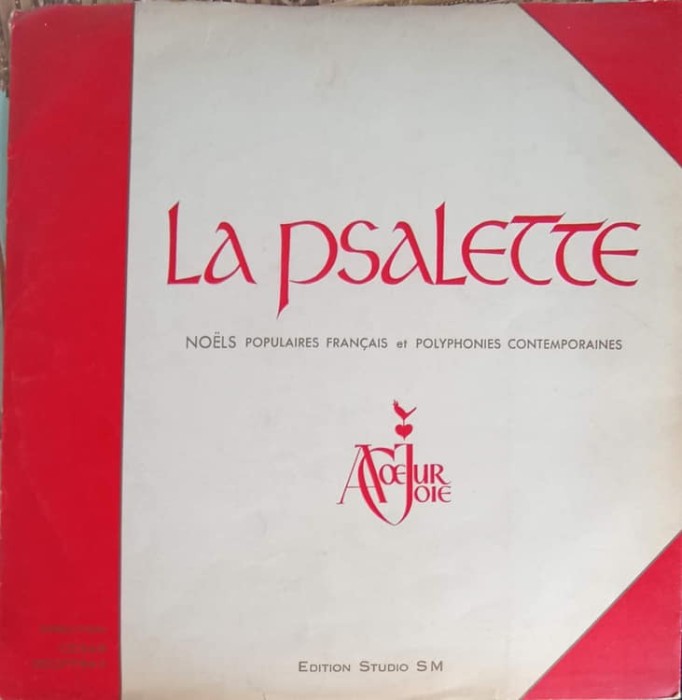 La Psalette
NOËLS POPULAIRES FRANÇAIS et POLYPHONIES CONTEMPORAINES
A CŒUR
JOIE
EDITION STUDIO SM